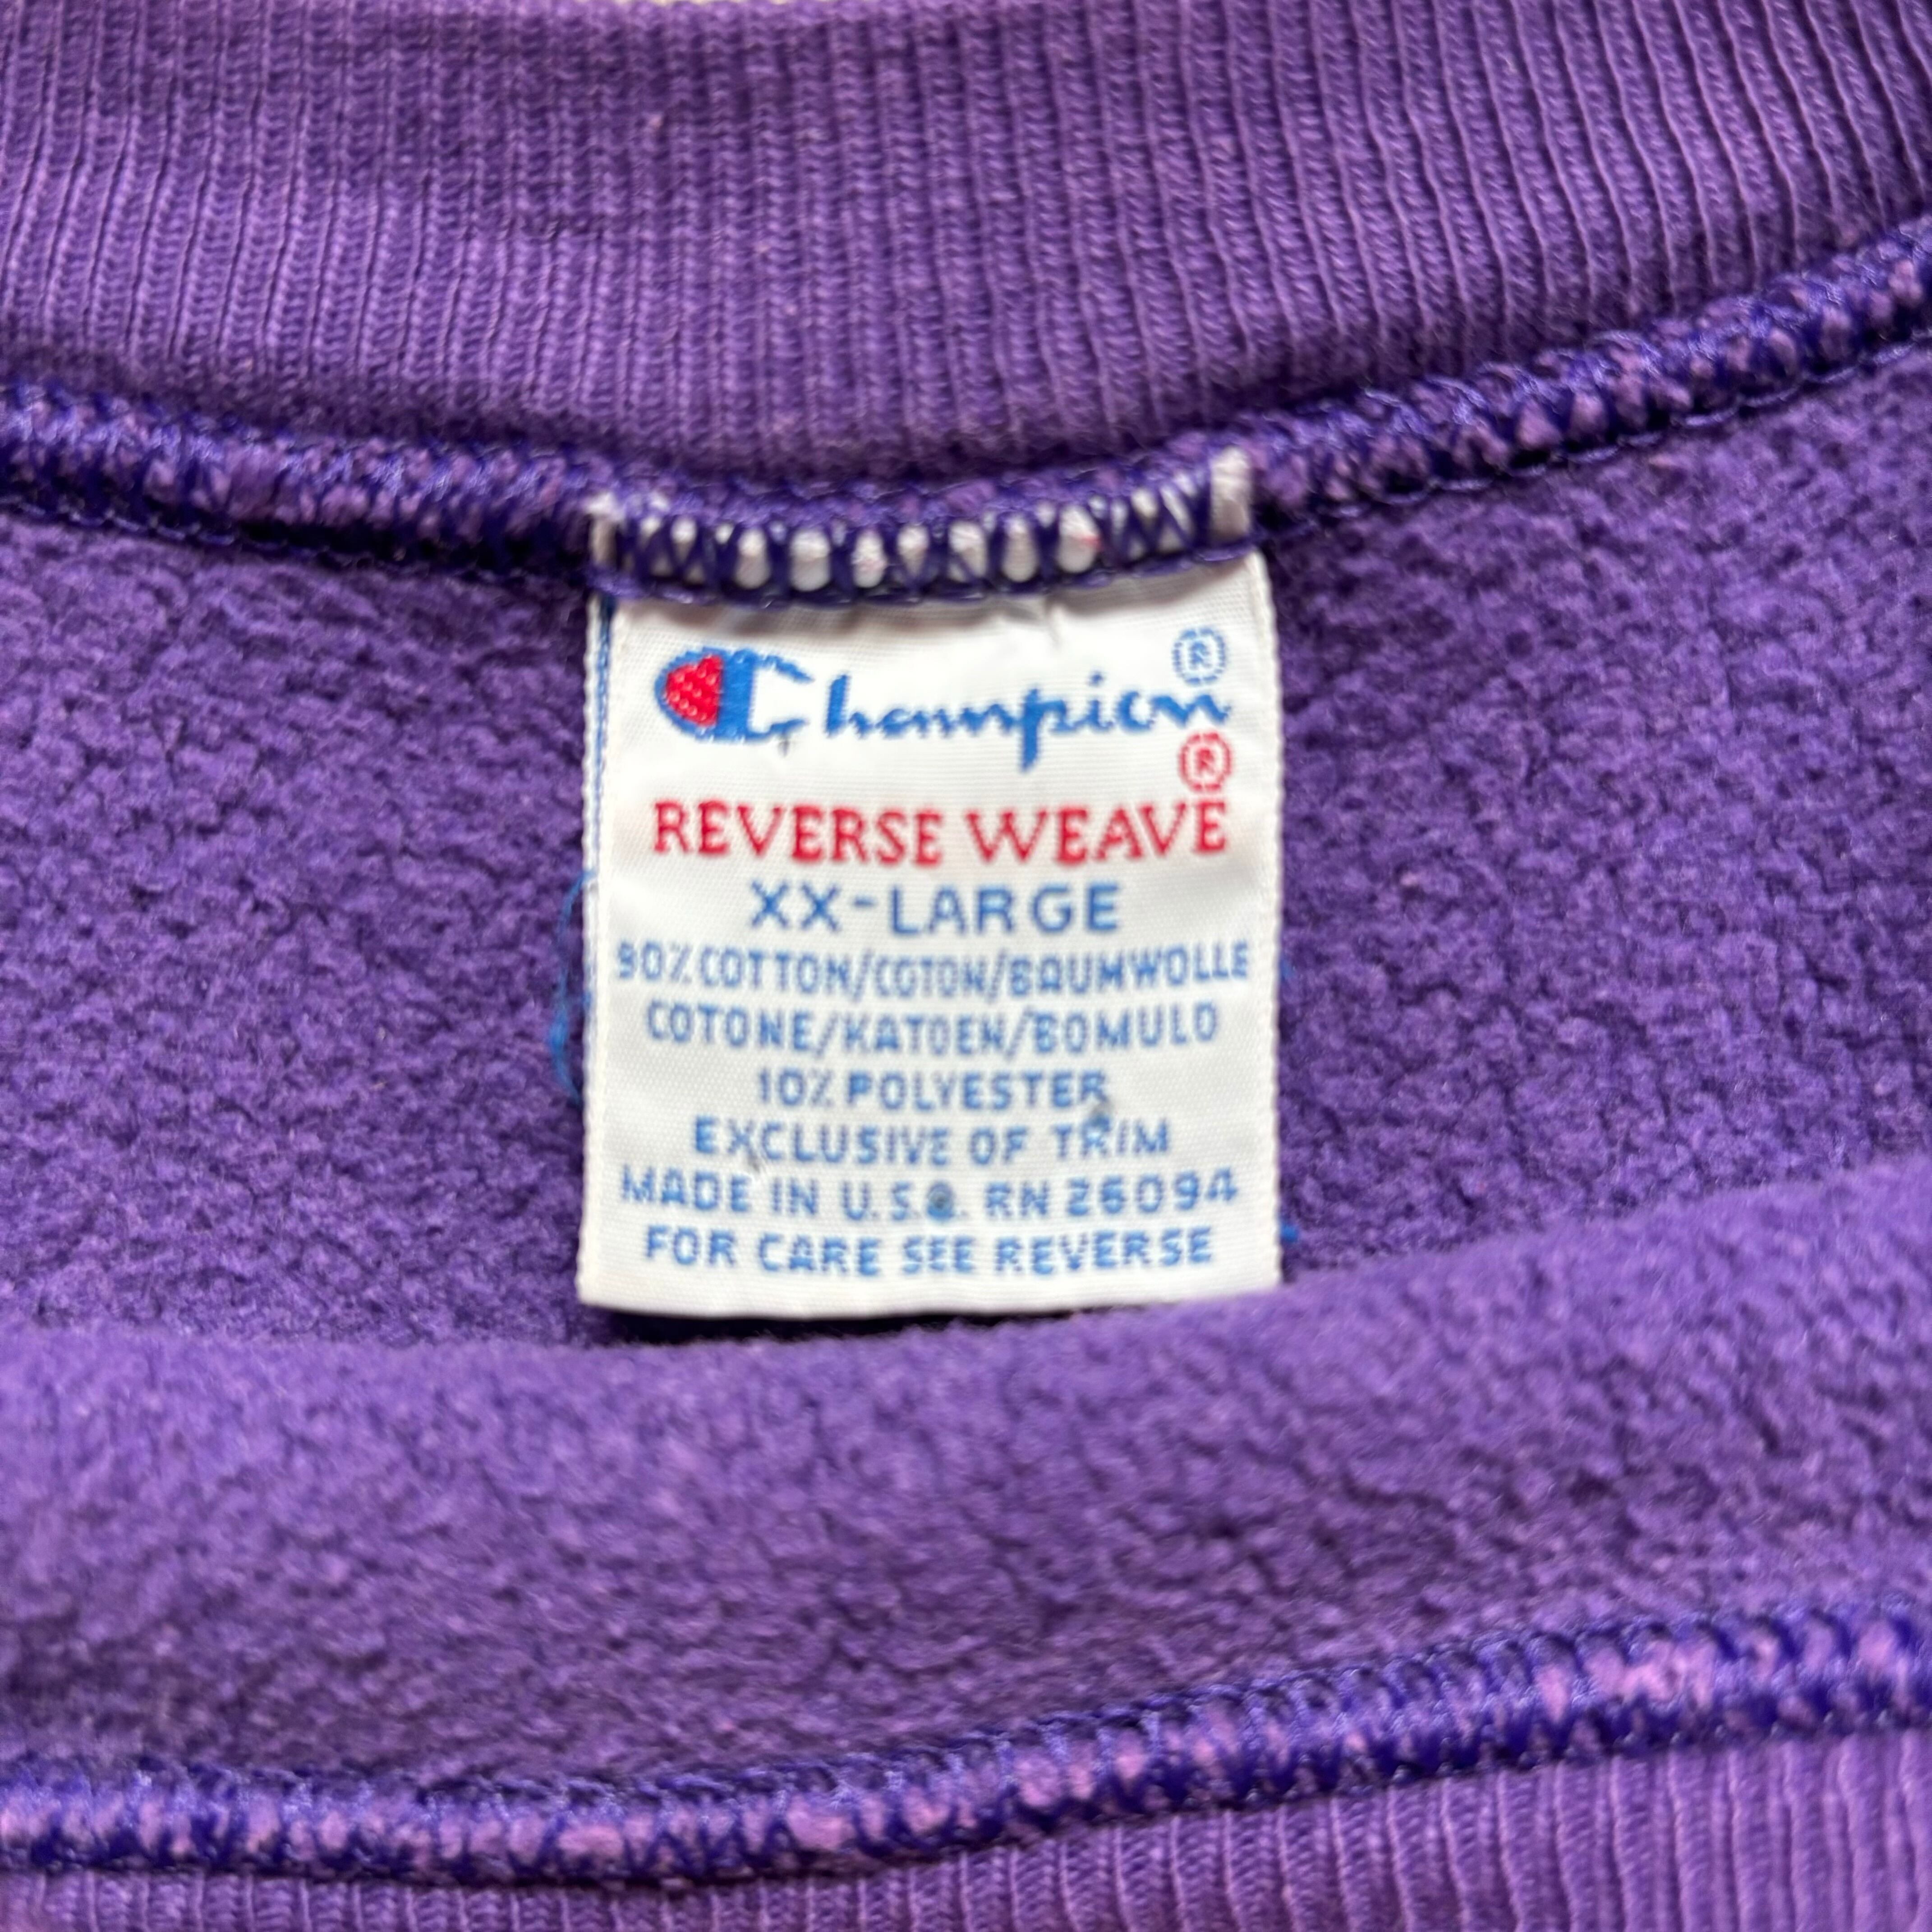 Champion®
REVERSE WEAVE®
XX-LARGE
90% COTTON/COTON/BAUMWOLLE
COTONE/KATOEN/BOMULD
10% POLYESTER
EXCLUSIVE OF TRIM
MADE IN U.S.A. RN 26094
FOR CARE SEE REVERSE